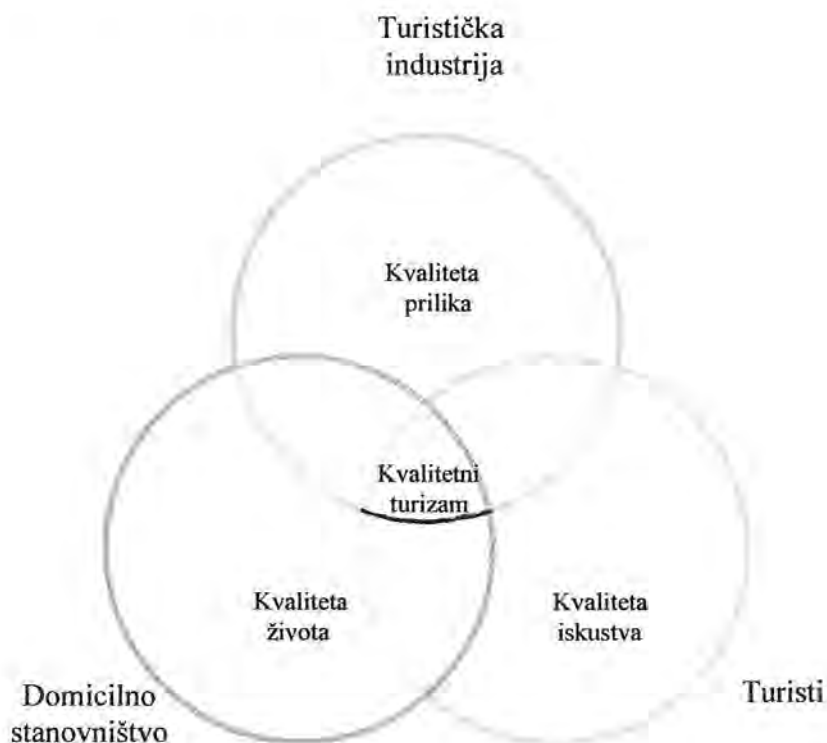 Turistička
industrija
Kvaliteta
prilika
Kvalitetni
turizam
Kvaliteta
života
Kvaliteta
iskustva
Domicilno
stanovništvo
Turisti